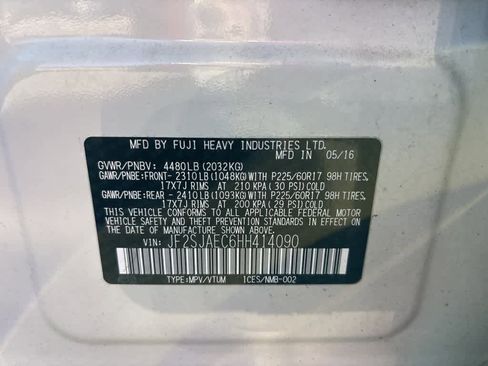 MFD BY FUJI HEAVY INDUSTRIES LTD.
MFD IN 05/16
GVWR/PNBV: 4480LB(2032KG)
GAWR/PNBE:FRONT- 2310LB(1048KG)WITH P225/60R17 98H TIRES,
17X7J RIMS AT 210 KPA(30 PSI)COLD
GAWR/PNBE:REAR - 2410LB(1093KG)WITH P225/60R17 98H TIRES,
17X7J RIMS AT 200 KPA(29 PSI)COLD
THIS VEHICLE CONFORMS TO ALL APPLICABLE FEDERAL MOTOR
VEHICLE SAFETY AND THEFT PREVENTION STANDARDS IN
EFFECT ON THE DATE OF MANUFACTURE SHOWN ABOVE.
VIN: JF2SJAEC6HH414090
TYPE:MPV/VTUM ICES/NMB-002